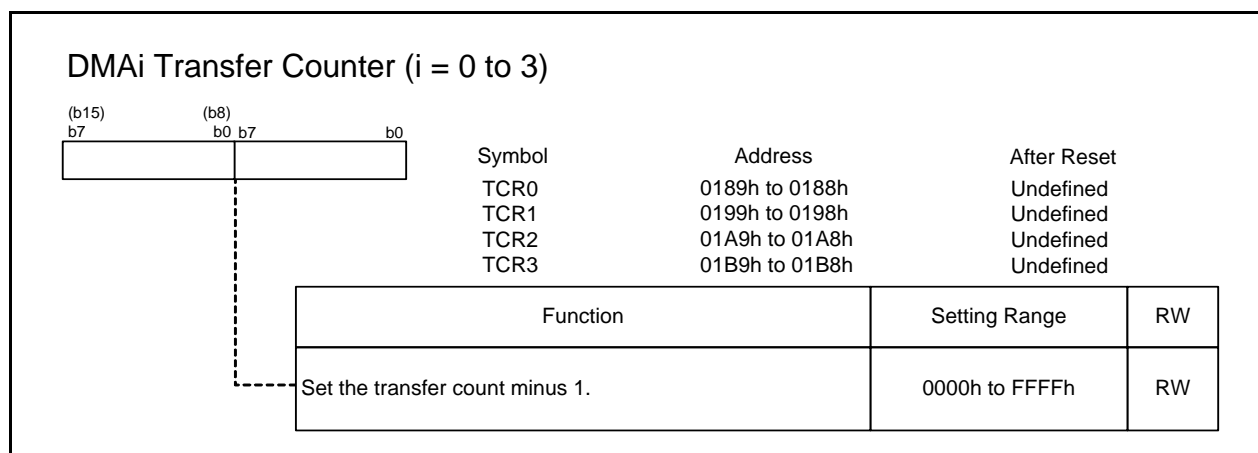 DMAi Transfer Counter (i = 0 to 3)
(b15) (b8)
b7 b0 b7 b0
Symbol Address After Reset
TCR0 0189h to 0188h Undefined
TCR1 0199h to 0198h Undefined
TCR2 01A9h to 01A8h Undefined
TCR3 01B9h to 01B8h Undefined
Function Setting Range RW
Set the transfer count minus 1. 0000h to FFFFh RW